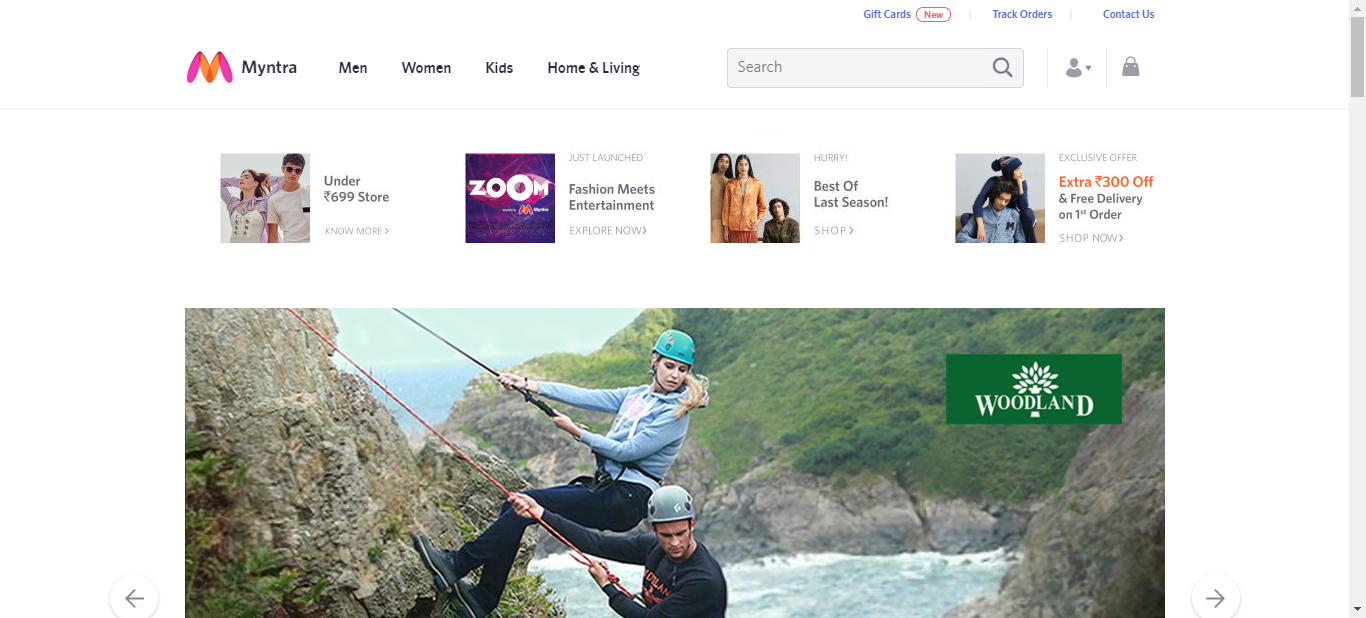 Gift Cards New Track Orders Contact Us
Myntra Men Women Kids Home & Living Search
Under
₹699 Store
KNOW MORE >
ZOOM
Myntra
JUST LAUNCHED
Fashion Meets
Entertainment
EXPLORE NOW>
HURRY!
Best Of
Last Season!
SHOP >
EXCLUSIVE OFFER
Extra ₹300 Off
& Free Delivery
on 1st Order
SHOP NOW>
WOODLAND